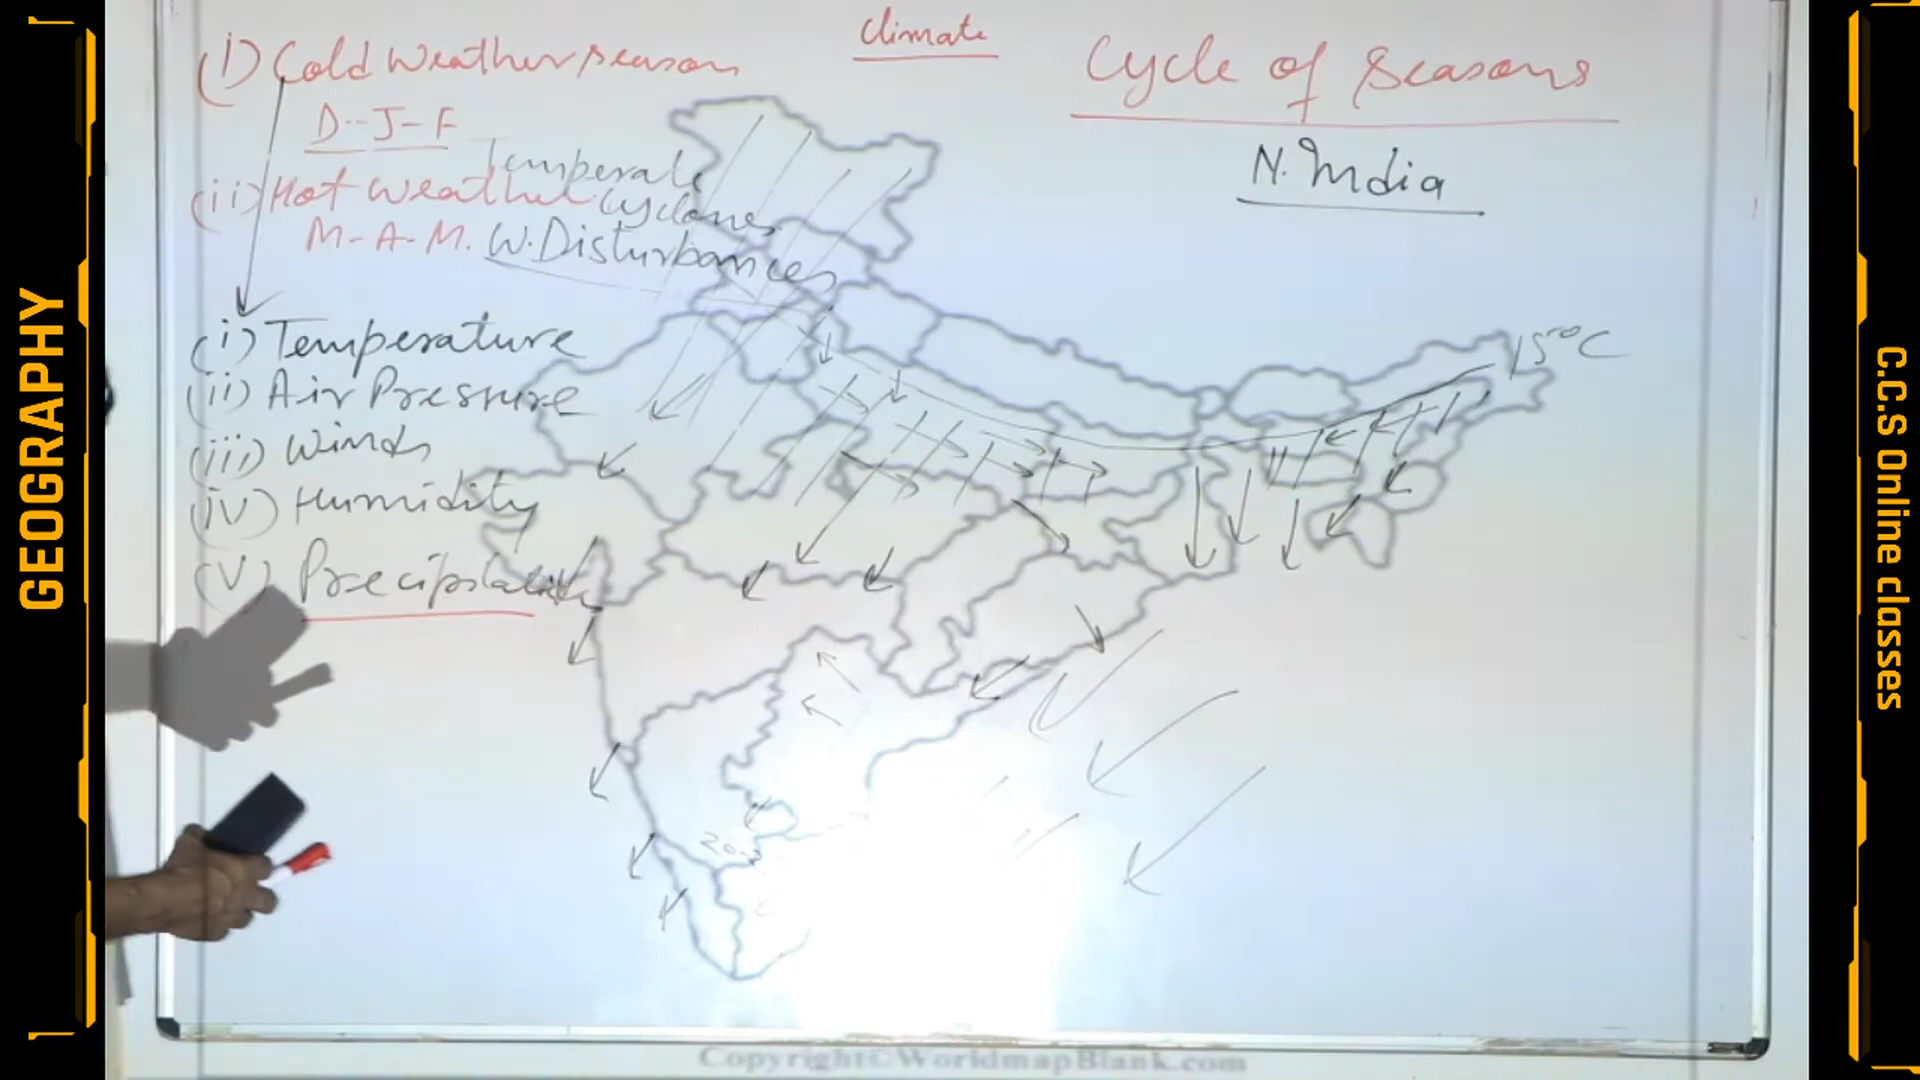 Climate
Cycle of Seasons
N. India
(i) Cold Weather season
D-J-F
Temperate
(ii) Hot Weather Cyclones
M-A-M. W. Disturbances
(i) Temperature
(ii) Air Pressure
(iii) Winds
(iv) Humidity
(v)
15°C
Copyright©WorldmapBlank.com
GEOGRAPHY
C.C.S Online classes